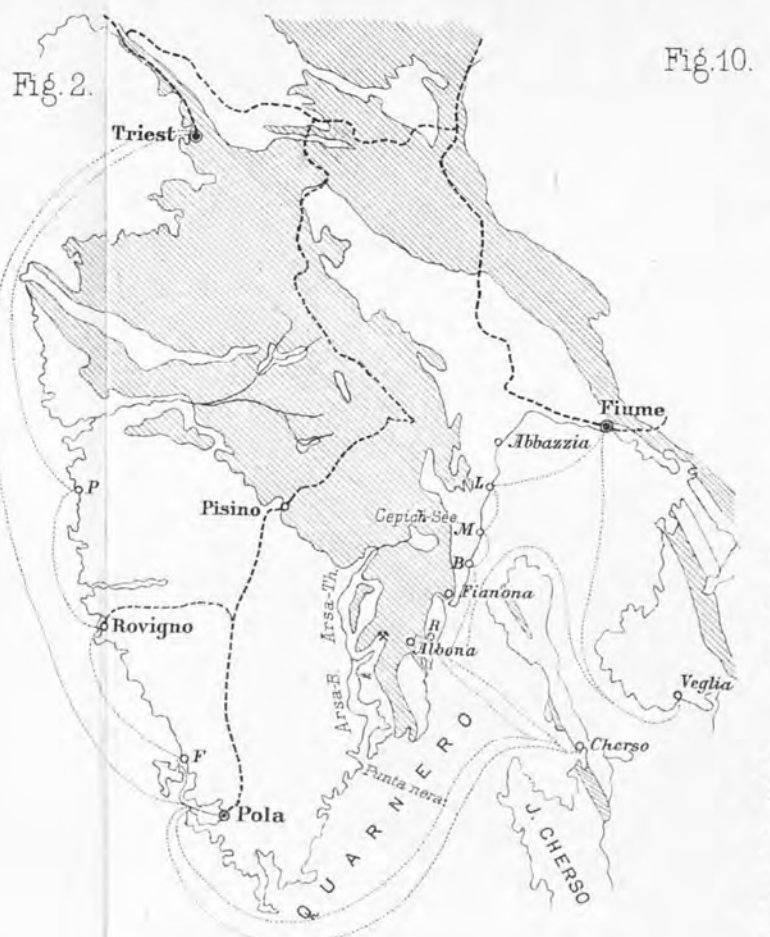 Fig. 2.
Fig. 10.
Triest
Fiume
Abbazzia
P
L
Pisino
Cepich-See
M
B
Fianona
Arsa-Th.
Rovigno
R
Albona
Arsa-B.
Veglia
Cherso
F
Punta nera
Pola
QUARNERO
J. CHERSO